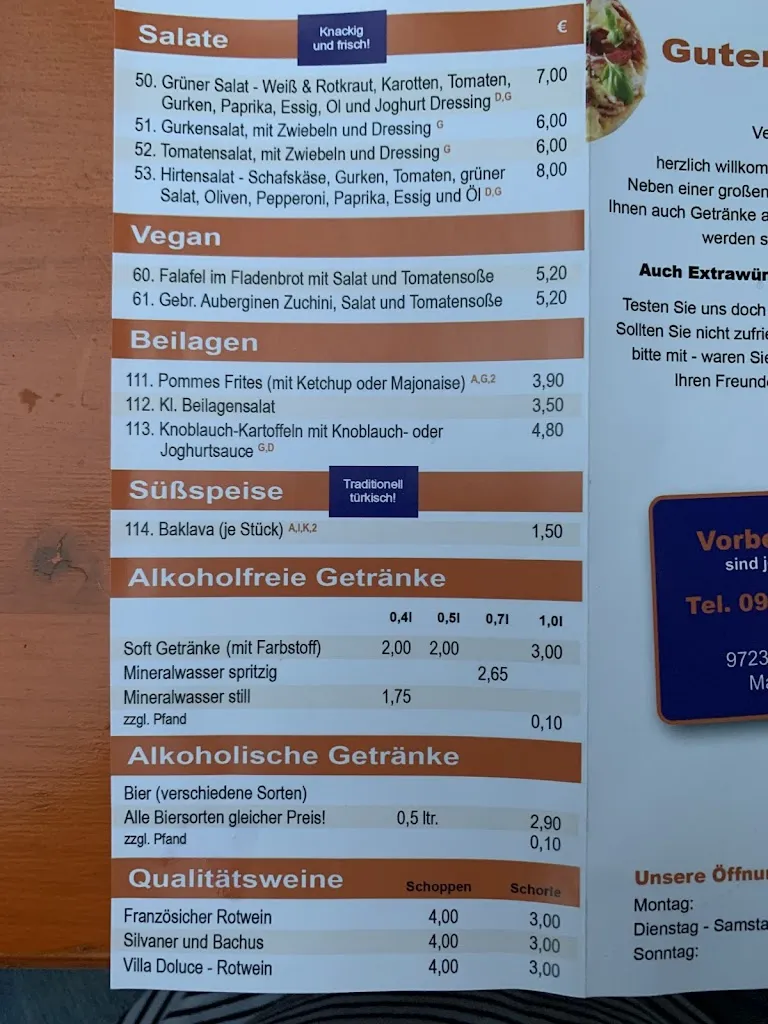 Salate
Knackig
und frisch!
€
50. Grüner Salat - Weiß & Rotkraut, Karotten, Tomaten, 7,00
Gurken, Paprika, Essig, Öl und Joghurt Dressing D,G
51. Gurkensalat, mit Zwiebeln und Dressing G 6,00
52. Tomatensalat, mit Zwiebeln und Dressing G 6,00
53. Hirtensalat - Schafskäse, Gurken, Tomaten, grüner 8,00
Salat, Oliven, Pepperoni, Paprika, Essig und Öl D,G
Vegan
60. Falafel im Fladenbrot mit Salat und Tomatensoße 5,20
61. Gebr. Auberginen Zuchini, Salat und Tomatensoße 5,20
Beilagen
111. Pommes Frites (mit Ketchup oder Majonaise) A,G,2 3,90
112. Kl. Beilagensalat 3,50
113. Knoblauch-Kartoffeln mit Knoblauch- oder 4,80
Joghurtsauce G,D
Süßspeise
Traditionell
türkisch!
114. Baklava (je Stück) A,I,K,2 1,50
Alkoholfreie Getränke
0,4l 0,5l 0,7l 1,0l
Soft Getränke (mit Farbstoff) 2,00 2,00 3,00
Mineralwasser spritzig 2,65
Mineralwasser still 1,75
zzgl. Pfand 0,10
Alkoholische Getränke
Bier (verschiedene Sorten)
Alle Biersorten gleicher Preis! 0,5 ltr. 2,90
zzgl. Pfand 0,10
Qualitätsweine Schoppen Schorle
Französicher Rotwein 4,00 3,00
Silvaner und Bachus 4,00 3,00
Villa Doluce - Rotwein 4,00 3,00
Guten
Ve
herzlich willkom
Neben einer großen
Ihnen auch Getränke a
werden s
Auch Extrawün
Testen Sie uns doch
Sollten Sie nicht zufrie
bitte mit - waren Sie
Ihren Freund
Vorbe
sind j
Tel. 09
9723
Ma
Unsere Öffnun
Montag:
Dienstag - Samsta
Sonntag: